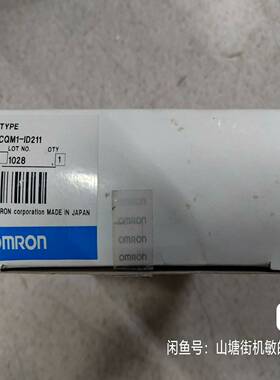 TYPE
CQM1-ID211
LOT NO. QTY
1028 1
RON corporation MADE IN JAPAN
OMRON
OMRON
OMRON
OMRON
OMRON
闲鱼号：山塘街机敏的